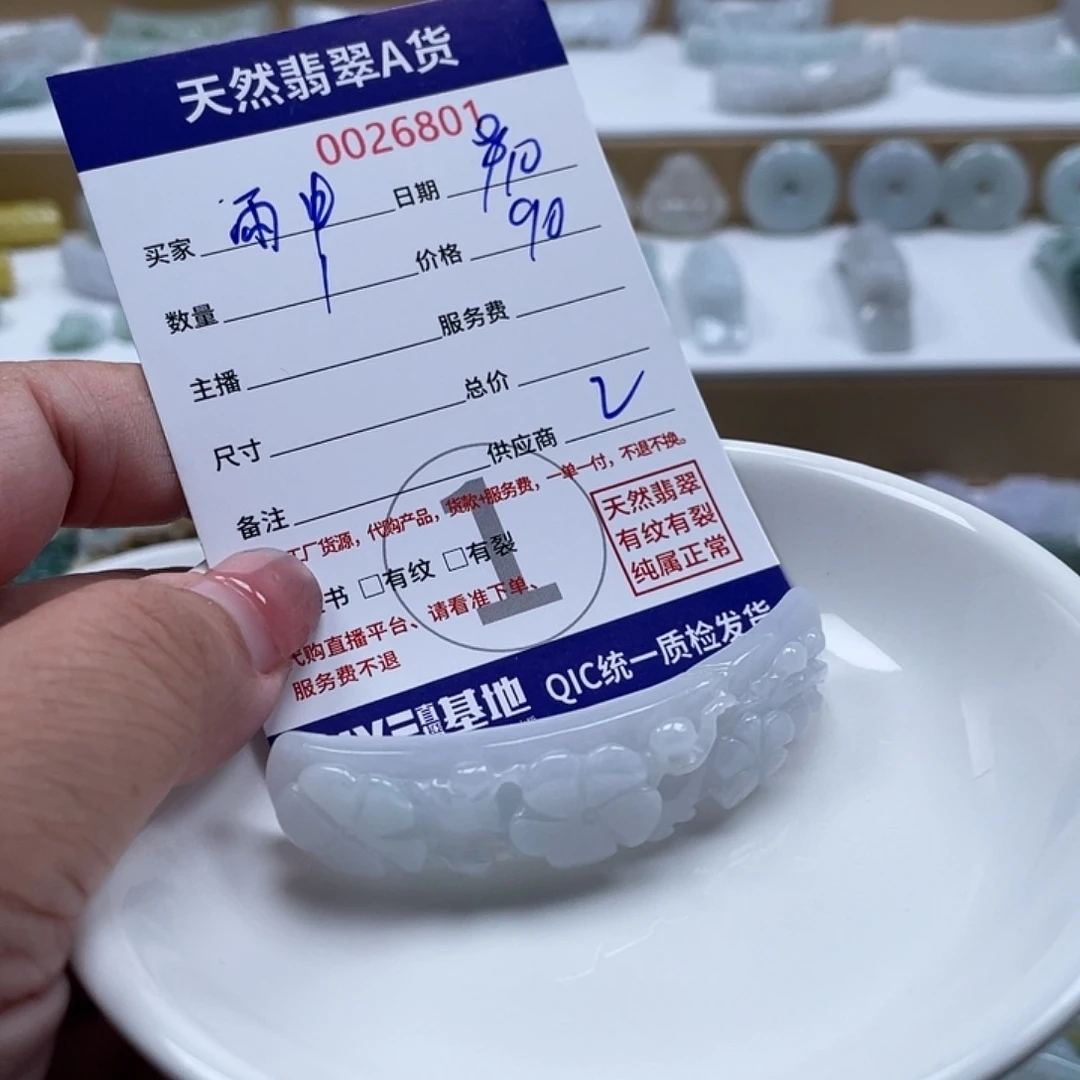 天然翡翠A货
0026801
买家 雨中 日期
数量 价格 90
主播 服务费
尺寸 总价
备注 供应商
工厂货源，代购产品，货款+服务费，一单一付，不退不换。
书 □有纹 □有裂
1
天然翡翠
有纹有裂
纯属正常
代购直播平台、请看准下单、
服务费不退
基地 QIC统一质检发货